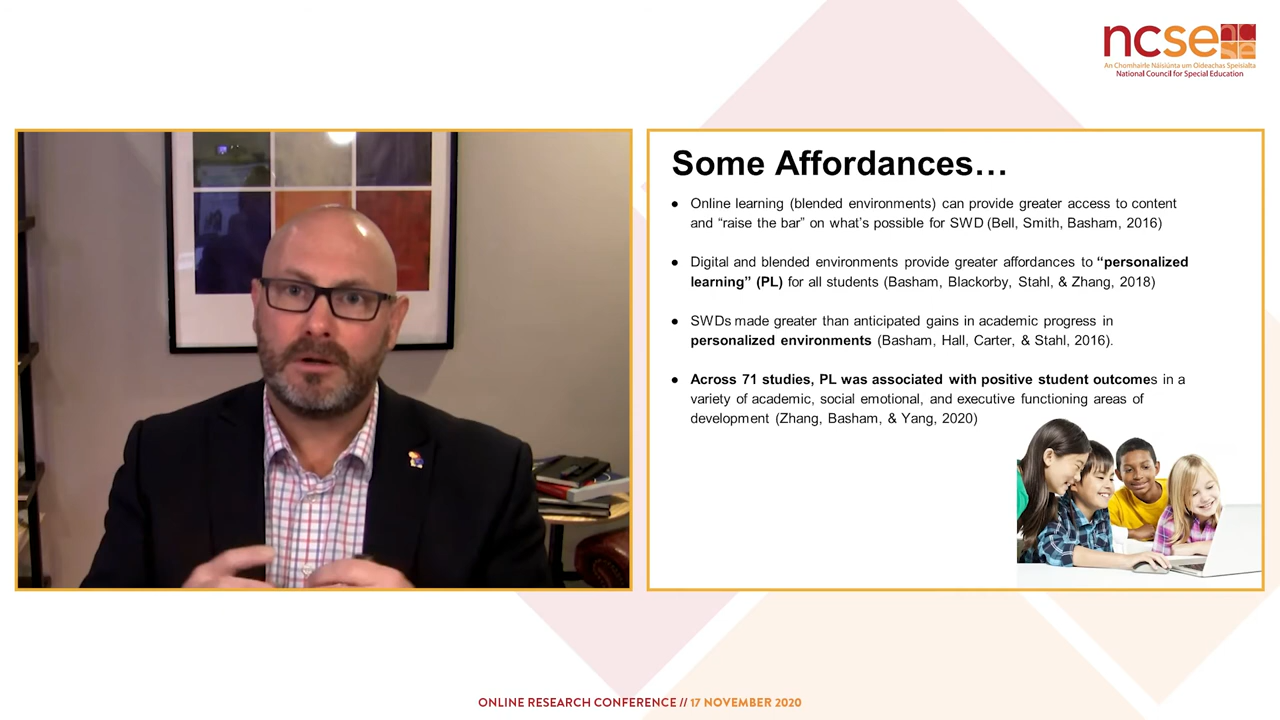 ncse
An Chomhairle Náisiúnta um Oideachas Speisialta
National Council for Special Education
Some Affordances…
● Online learning (blended environments) can provide greater access to content
and “raise the bar” on what’s possible for SWD (Bell, Smith, Basham, 2016)
● Digital and blended environments provide greater affordances to “personalized
learning” (PL) for all students (Basham, Blackorby, Stahl, & Zhang, 2018)
● SWDs made greater than anticipated gains in academic progress in
personalized environments (Basham, Hall, Carter, & Stahl, 2016).
● Across 71 studies, PL was associated with positive student outcomes in a
variety of academic, social emotional, and executive functioning areas of
development (Zhang, Basham, & Yang, 2020)
ONLINE RESEARCH CONFERENCE // 17 NOVEMBER 2020